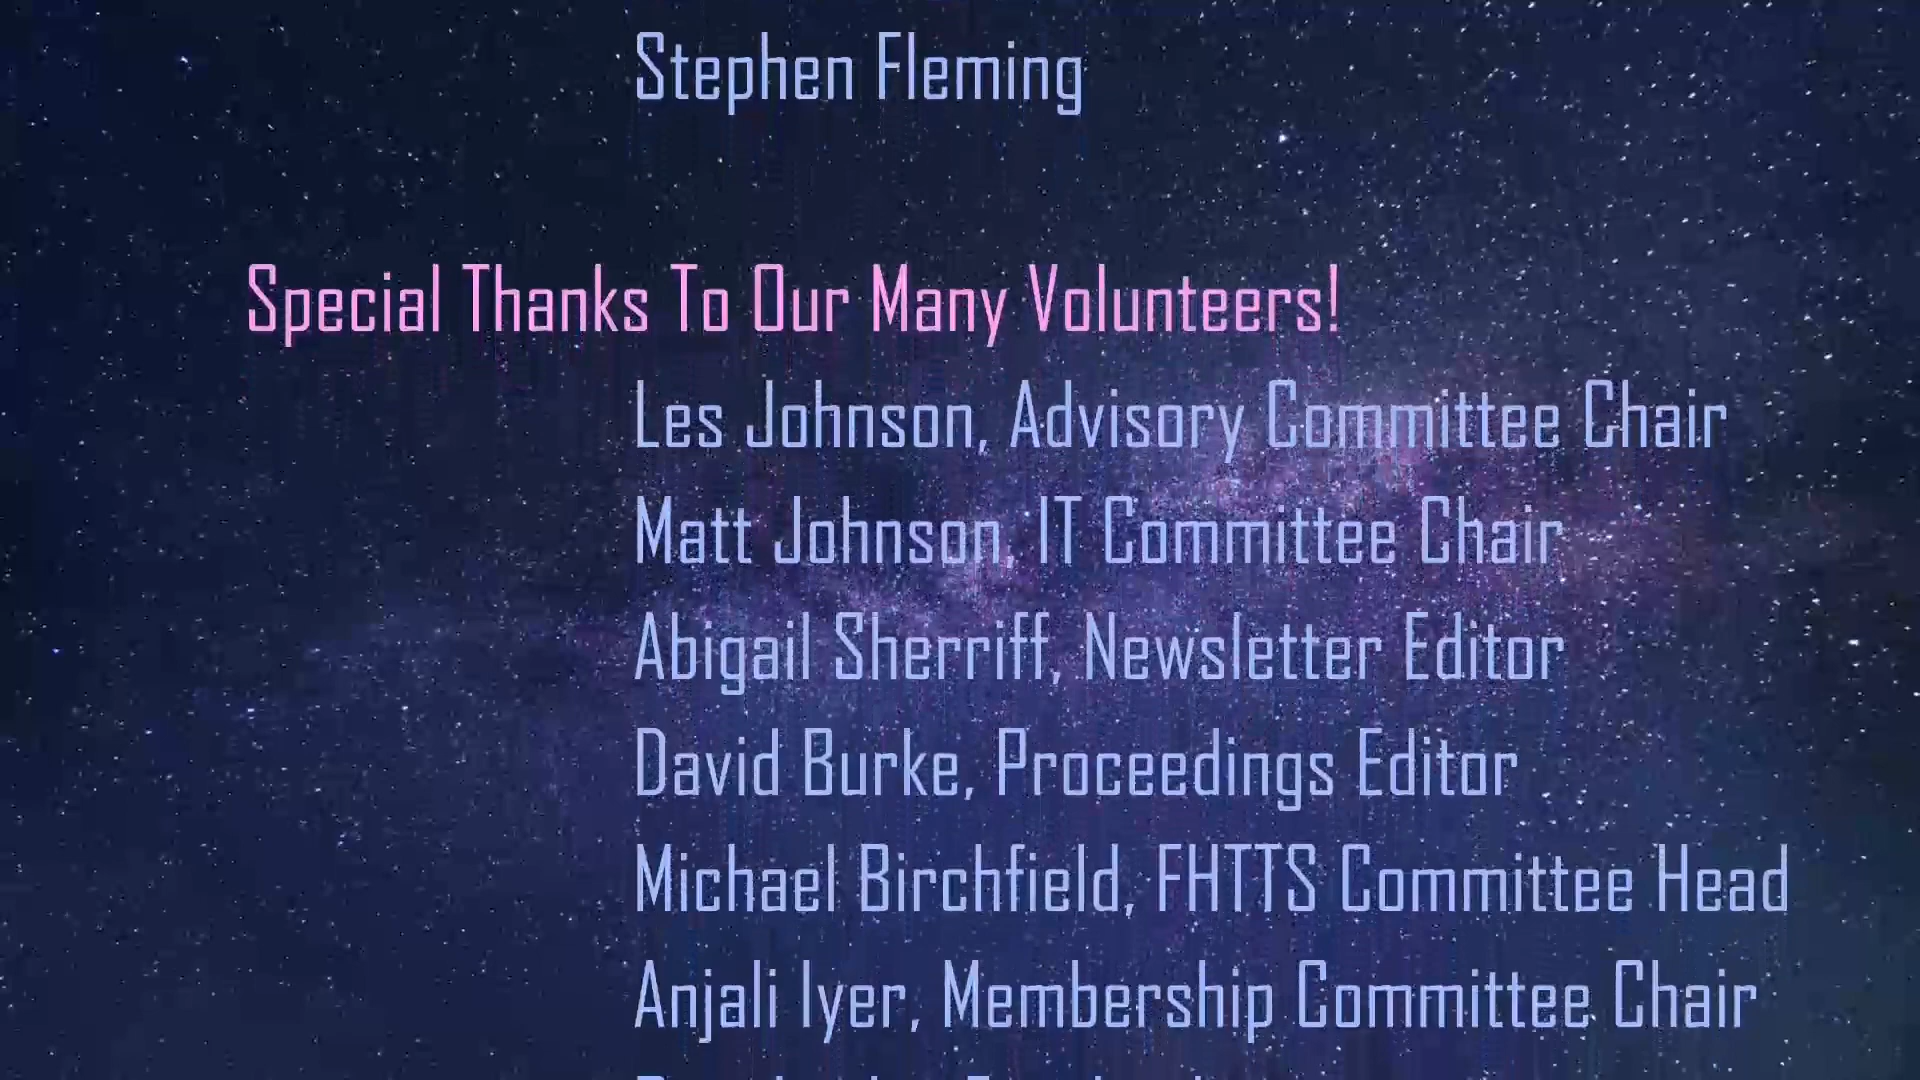 Stephen Fleming
Special Thanks To Our Many Volunteers!
Les Johnson, Advisory Committee Chair
Matt Johnson, IT Committee Chair
Abigail Sherriff, Newsletter Editor
David Burke, Proceedings Editor
Michael Birchfield, FHTTS Committee Head
Anjali Iyer, Membership Committee Chair